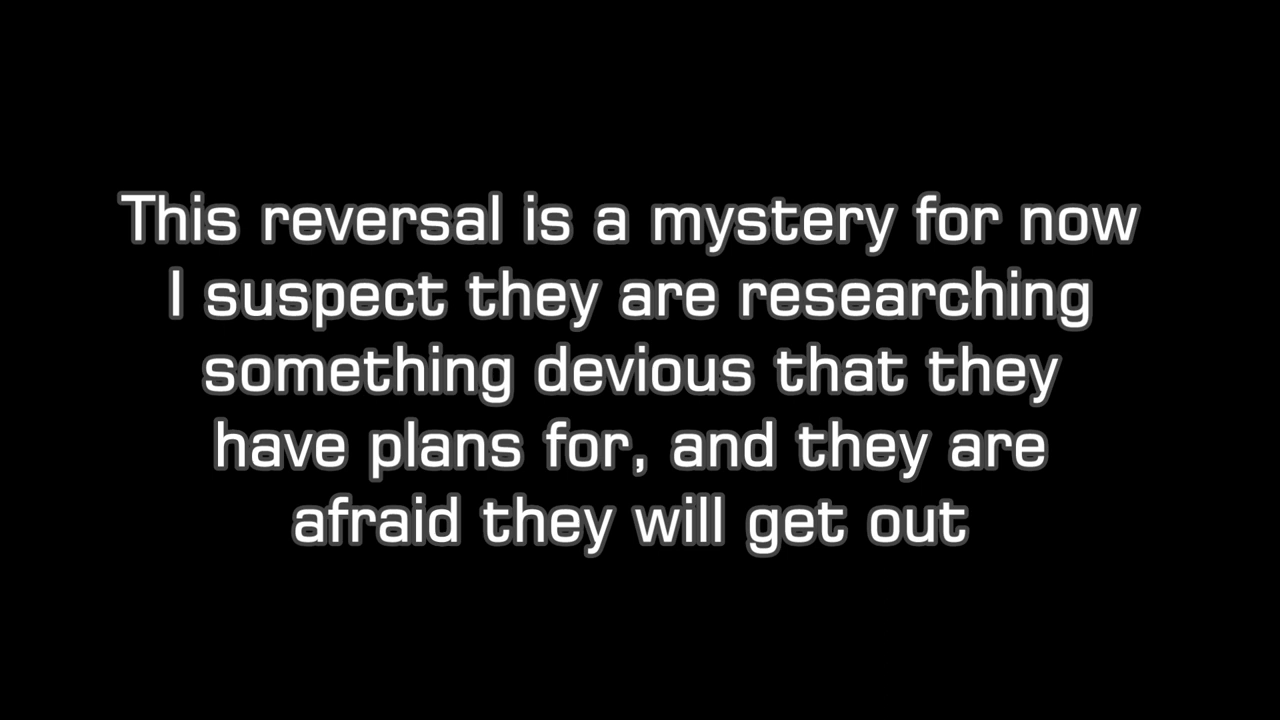 This reversal is a mystery for now
I suspect they are researching
something devious that they
have plans for, and they are
afraid they will get out